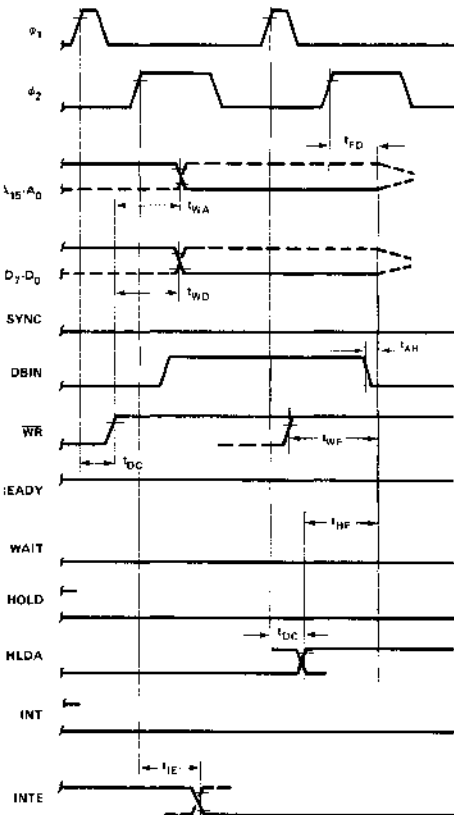 φ1
φ2
tFD
A15-A0
tWA
D7-D0
tWD
SYNC
tAH
DBIN
WR
tWF
tDC
EADY
tHF
WAIT
HOLD
tDC
HLDA
INT
tIE
INTE